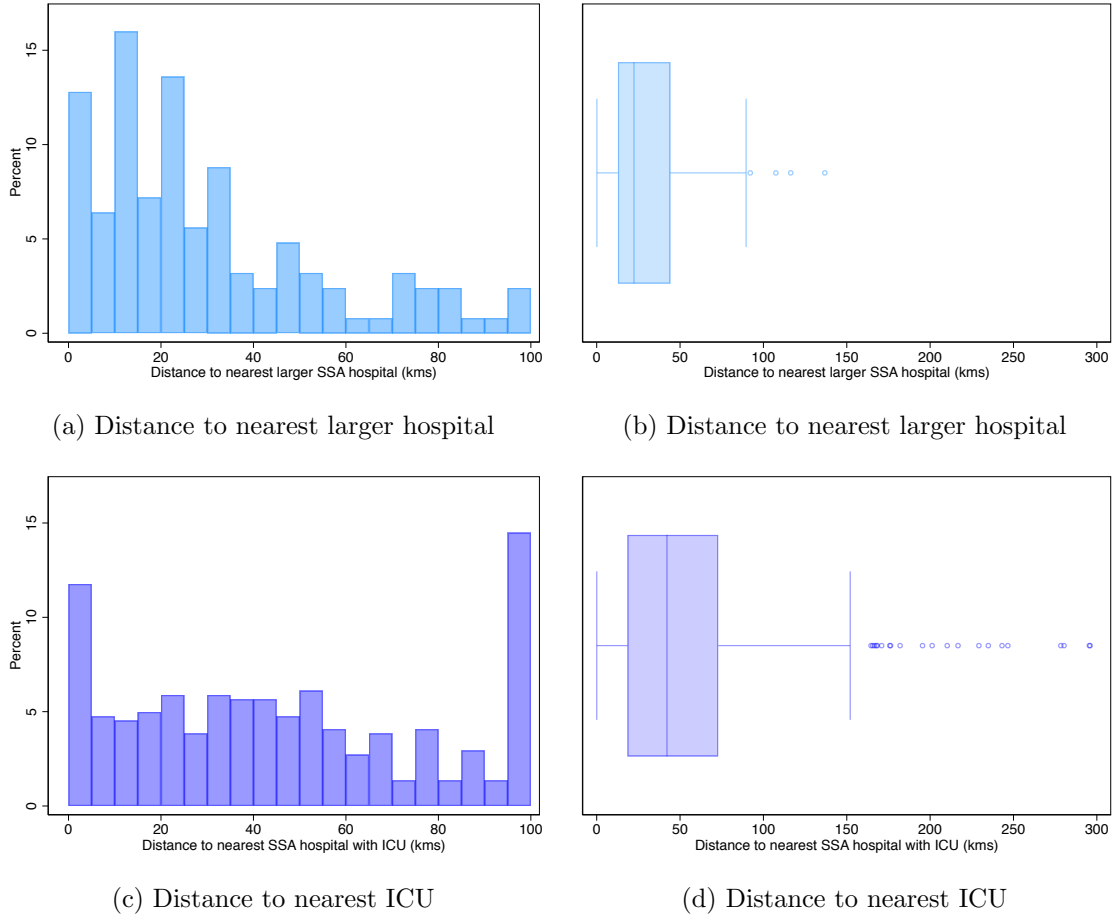 15
10
5
0
Percent
0 20 40 60 80 100
Distance to nearest larger SSA hospital (kms)
(a) Distance to nearest larger hospital
0 50 100 150 200 250 300
Distance to nearest larger SSA hospital (kms)
(b) Distance to nearest larger hospital
15
10
5
0
Percent
0 20 40 60 80 100
Distance to nearest SSA hospital with ICU (kms)
(c) Distance to nearest ICU
0 50 100 150 200 250 300
Distance to nearest SSA hospital with ICU (kms)
(d) Distance to nearest ICU